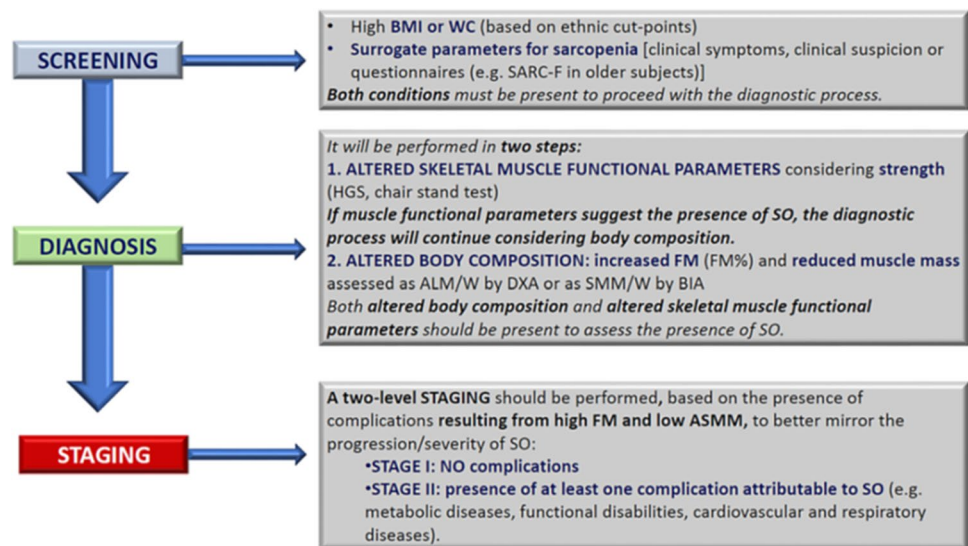 SCREENING
• High BMI or WC (based on ethnic cut-points)
• Surrogate parameters for sarcopenia [clinical symptoms, clinical suspicion or
questionnaires (e.g. SARC-F in older subjects)]
Both conditions must be present to proceed with the diagnostic process.
DIAGNOSIS
It will be performed in two steps:
1. ALTERED SKELETAL MUSCLE FUNCTIONAL PARAMETERS considering strength
(HGS, chair stand test)
If muscle functional parameters suggest the presence of SO, the diagnostic
process will continue considering body composition.
2. ALTERED BODY COMPOSITION: increased FM (FM%) and reduced muscle mass
assessed as ALM/W by DXA or as SMM/W by BIA
Both altered body composition and altered skeletal muscle functional
parameters should be present to assess the presence of SO.
STAGING
A two-level STAGING should be performed, based on the presence of
complications resulting from high FM and low ASMM, to better mirror the
progression/severity of SO:
•STAGE I: NO complications
•STAGE II: presence of at least one complication attributable to SO (e.g.
metabolic diseases, functional disabilities, cardiovascular and respiratory
diseases).